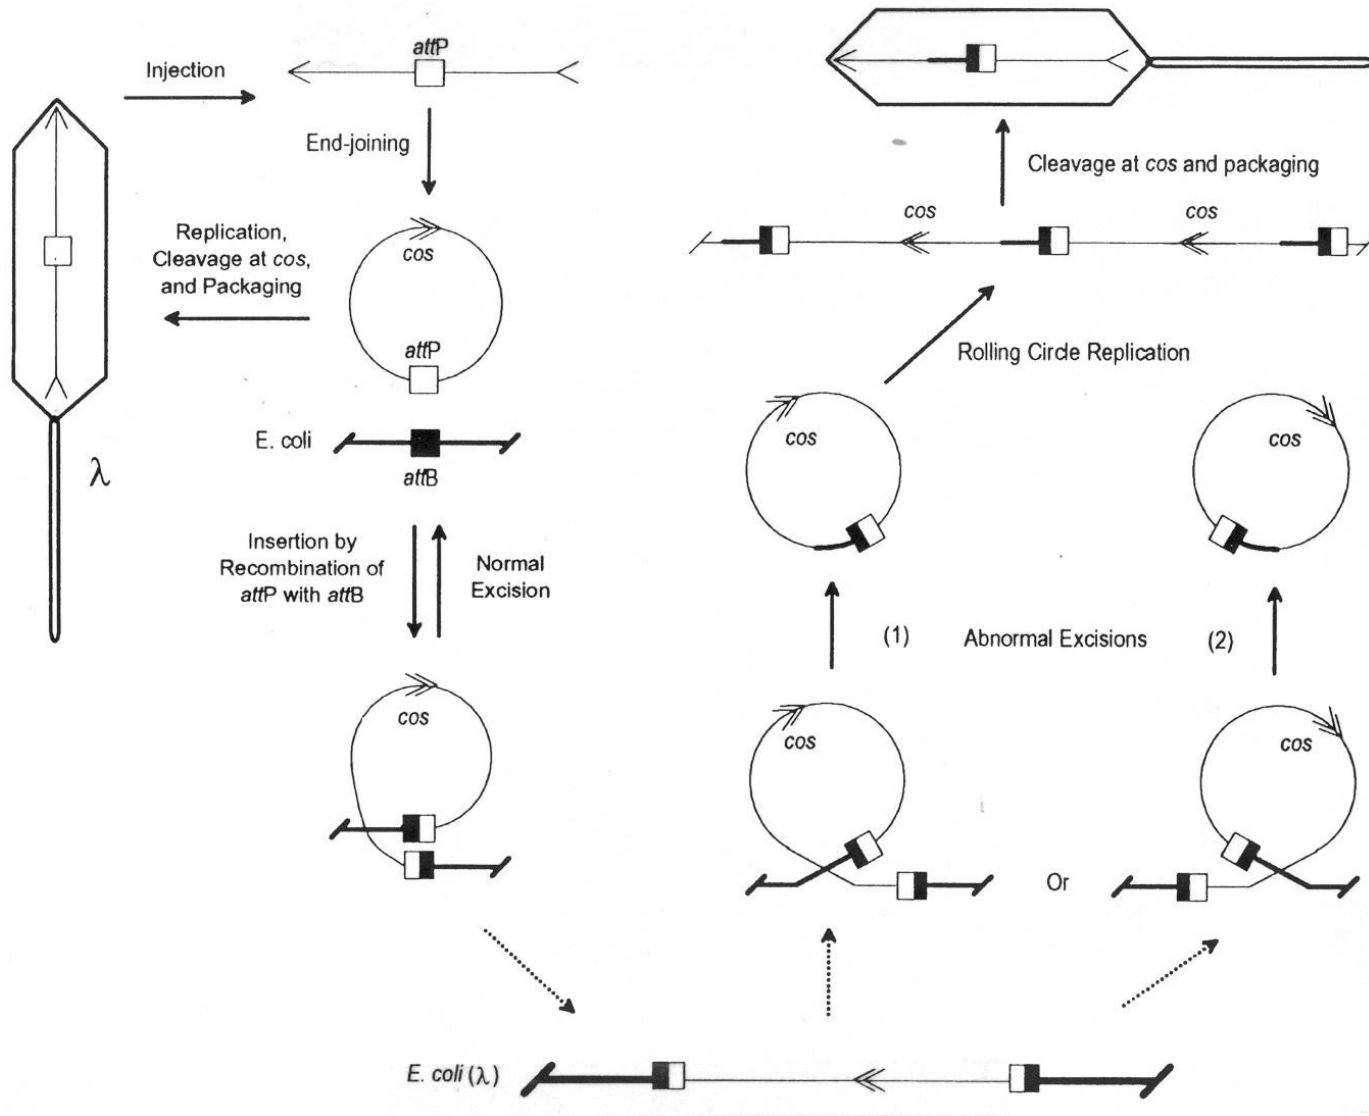 Injection
attP
End-joining
cos
Replication,
Cleavage at cos,
and Packaging
attP
E. coli
attB
λ
Insertion by
Recombination of
attP with attB
Normal
Excision
cos
E. coli (λ)
Cleavage at cos and packaging
cos
cos
Rolling Circle Replication
cos
cos
(1)
Abnormal Excisions
(2)
cos
cos
Or